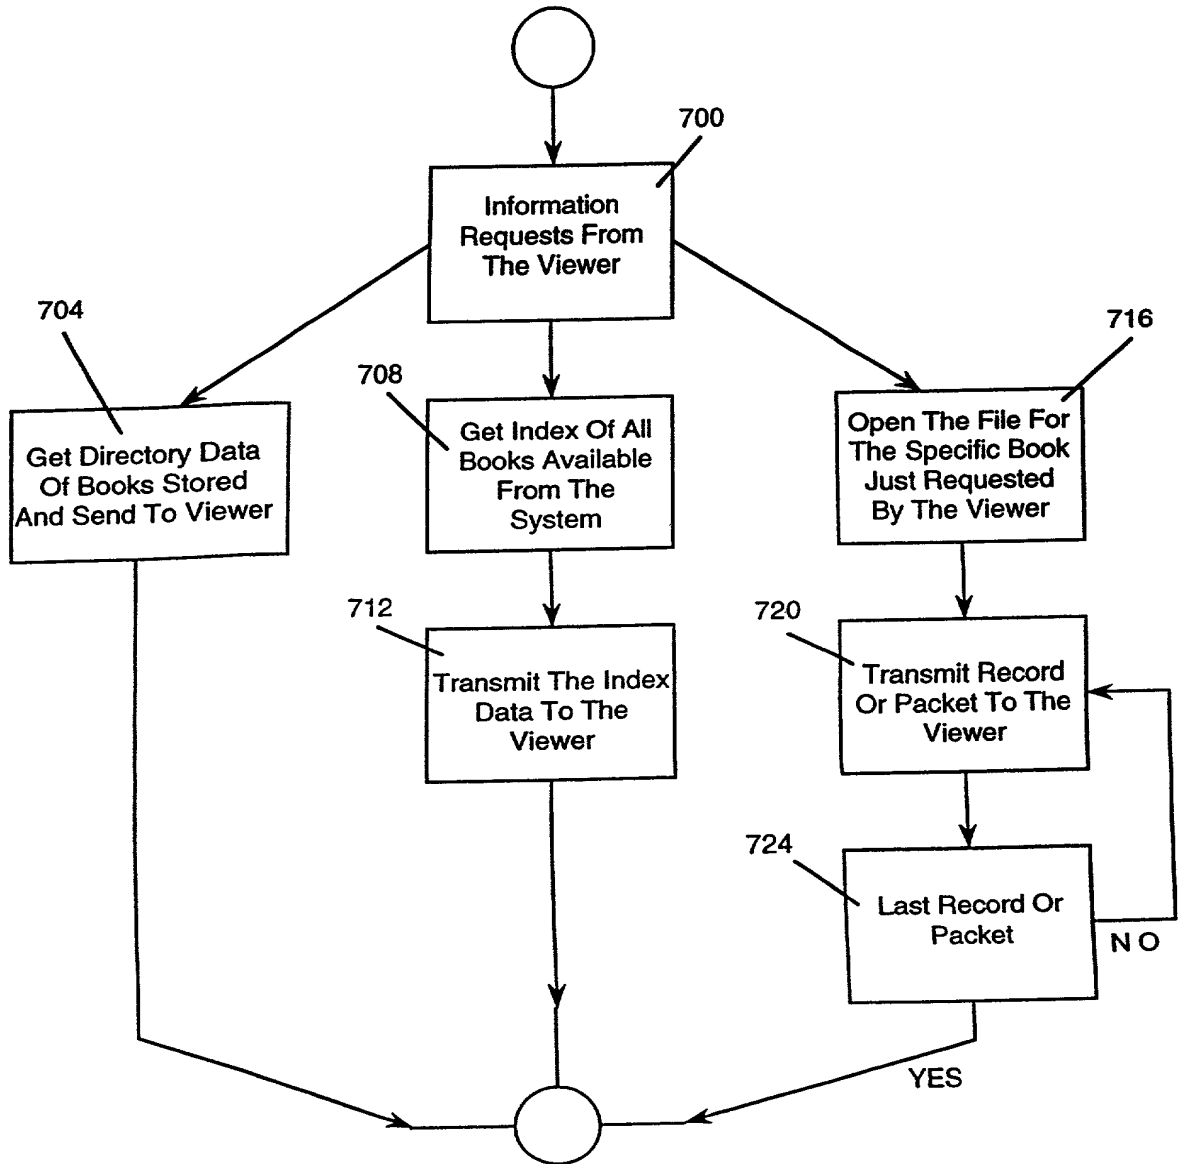 700
Information
Requests From
The Viewer
704
Get Directory Data
Of Books Stored
And Send To Viewer
708
Get Index Of All
Books Available
From The
System
712
Transmit The Index
Data To The
Viewer
716
Open The File For
The Specific Book
Just Requested
By The Viewer
720
Transmit Record
Or Packet To The
Viewer
724
Last Record Or
Packet
NO
YES